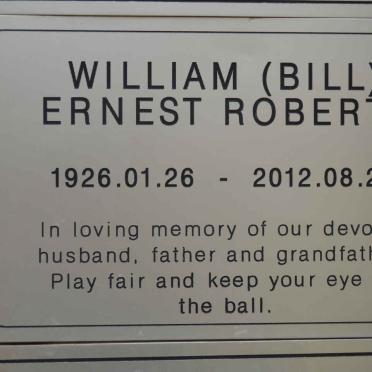 WILLIAM (BILL)
ERNEST ROBERT
1926.01.26 - 2012.08.2
In loving memory of our devo
husband, father and grandfath
Play fair and keep your eye
the ball.